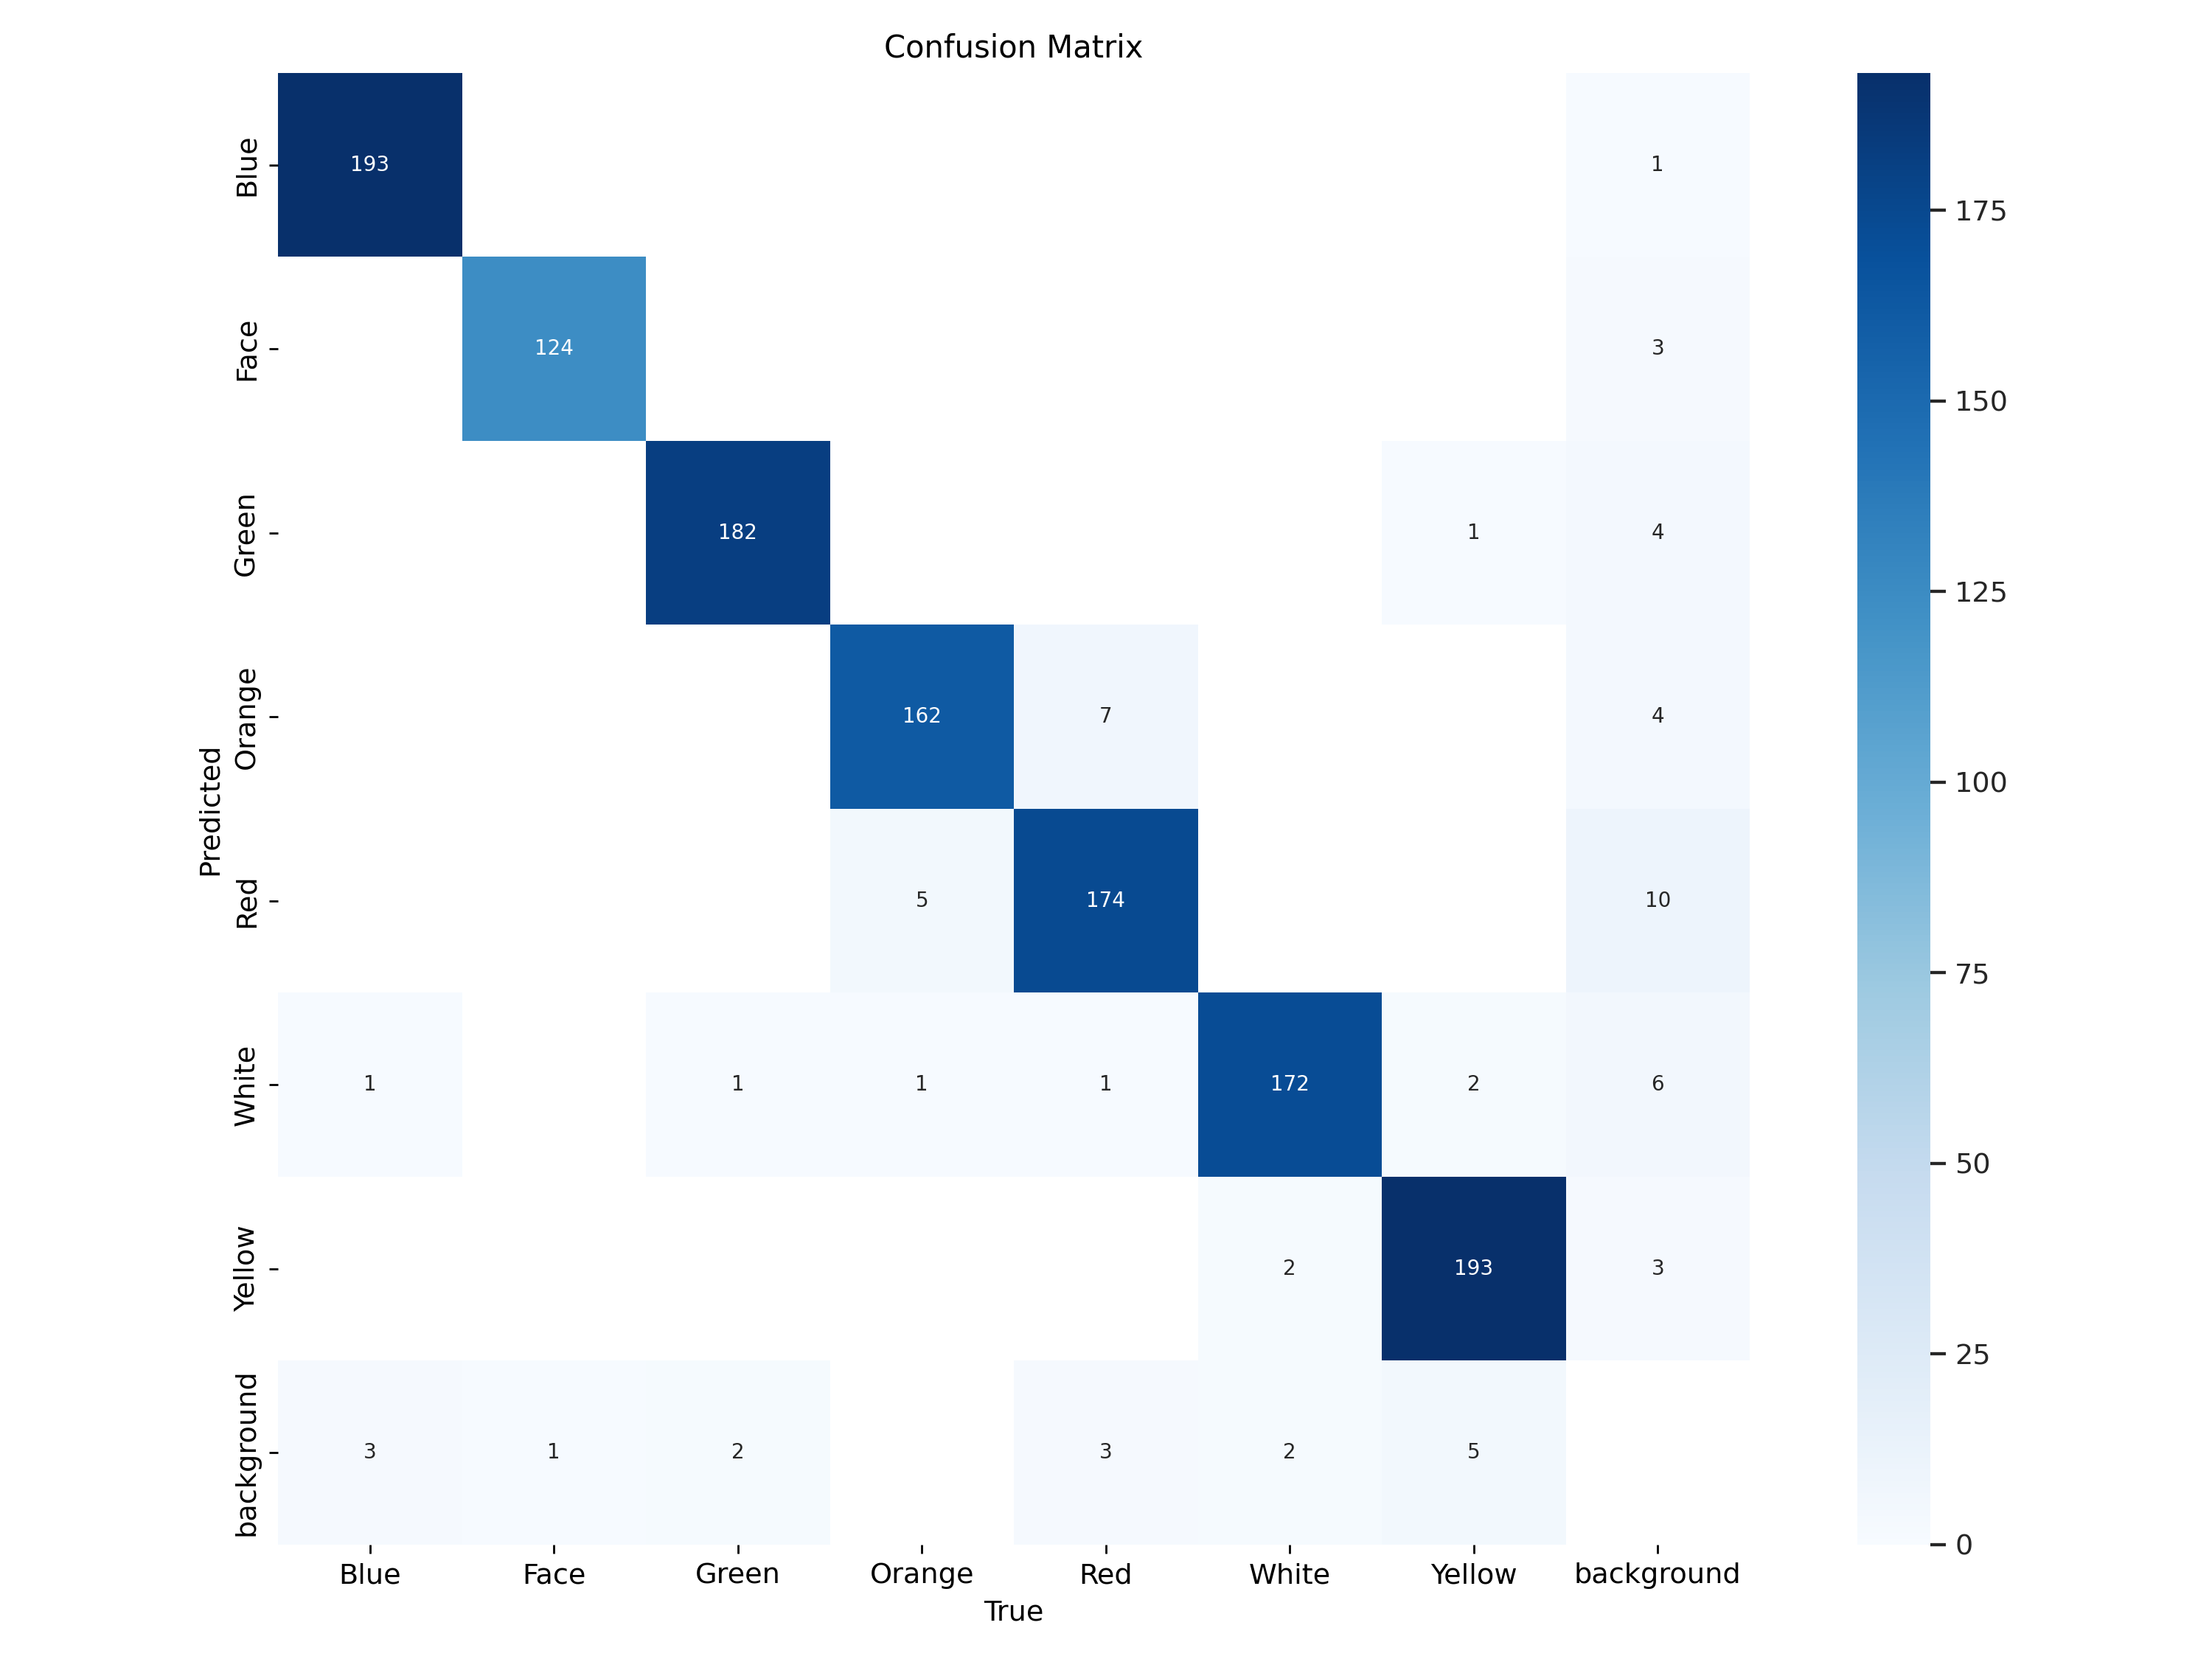 Confusion Matrix
Blue 193 1
Face 124 3
Green 182 1 4
Orange 162 7 4
Red 5 174 10
White 1 1 1 1 172 2 6
Yellow 2 193 3
background 3 1 2 3 2 5
Blue Face Green Orange Red White Yellow background
True
Predicted
175
150
125
100
75
50
25
0